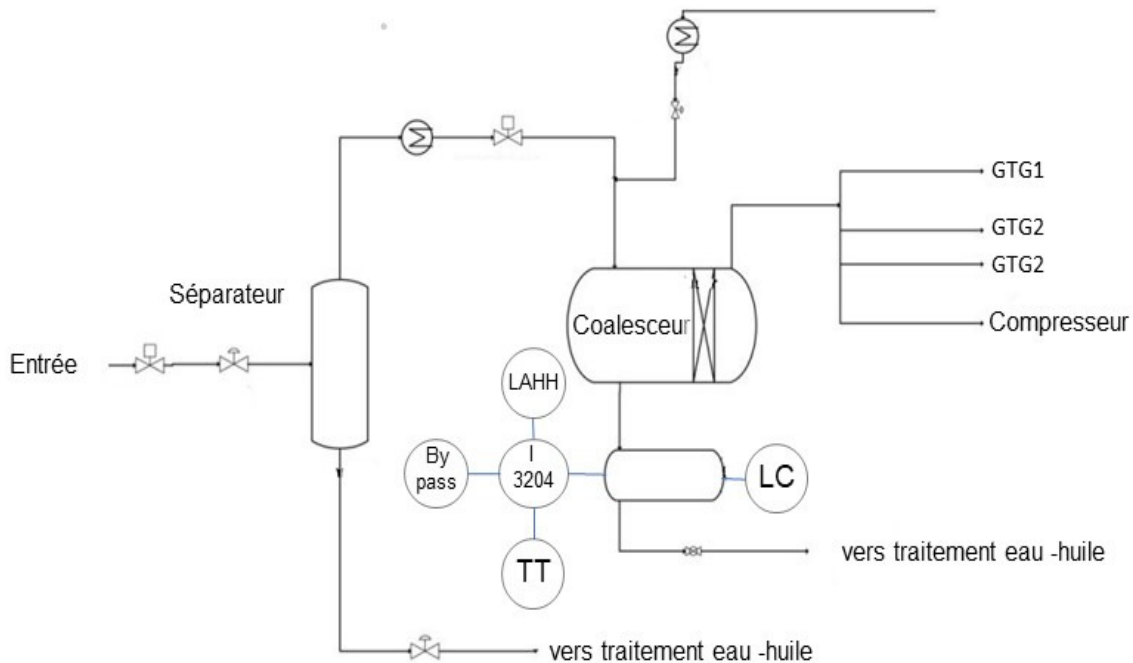 GTG1
GTG2
GTG2
Compresseur
Séparateur
Coalesceur
Entrée
LAHH
By
pass
I
3204
LC
TT
vers traitement eau -huile
vers traitement eau -huile